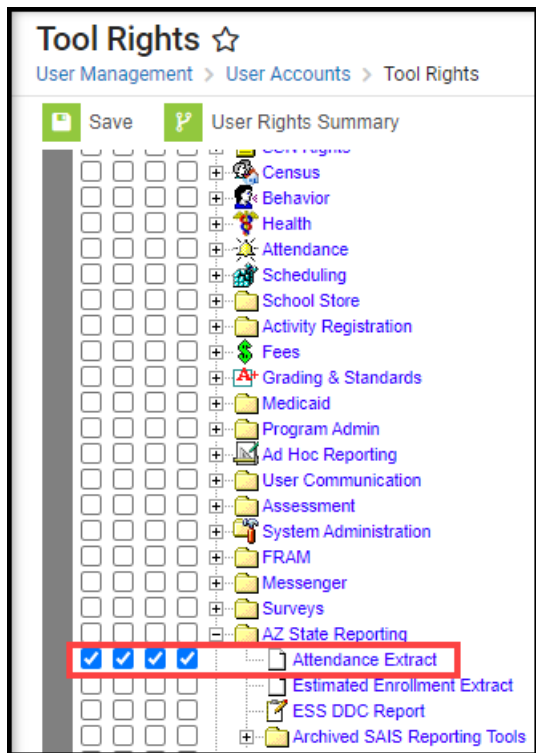 Tool Rights
User Management > User Accounts > Tool Rights
Save User Rights Summary
Rights
Census
Behavior
Health
Attendance
Scheduling
School Store
Activity Registration
Fees
Grading & Standards
Medicaid
Program Admin
Ad Hoc Reporting
User Communication
Assessment
System Administration
FRAM
Messenger
Surveys
AZ State Reporting
Attendance Extract
Estimated Enrollment Extract
ESS DDC Report
Archived SAIS Reporting Tools